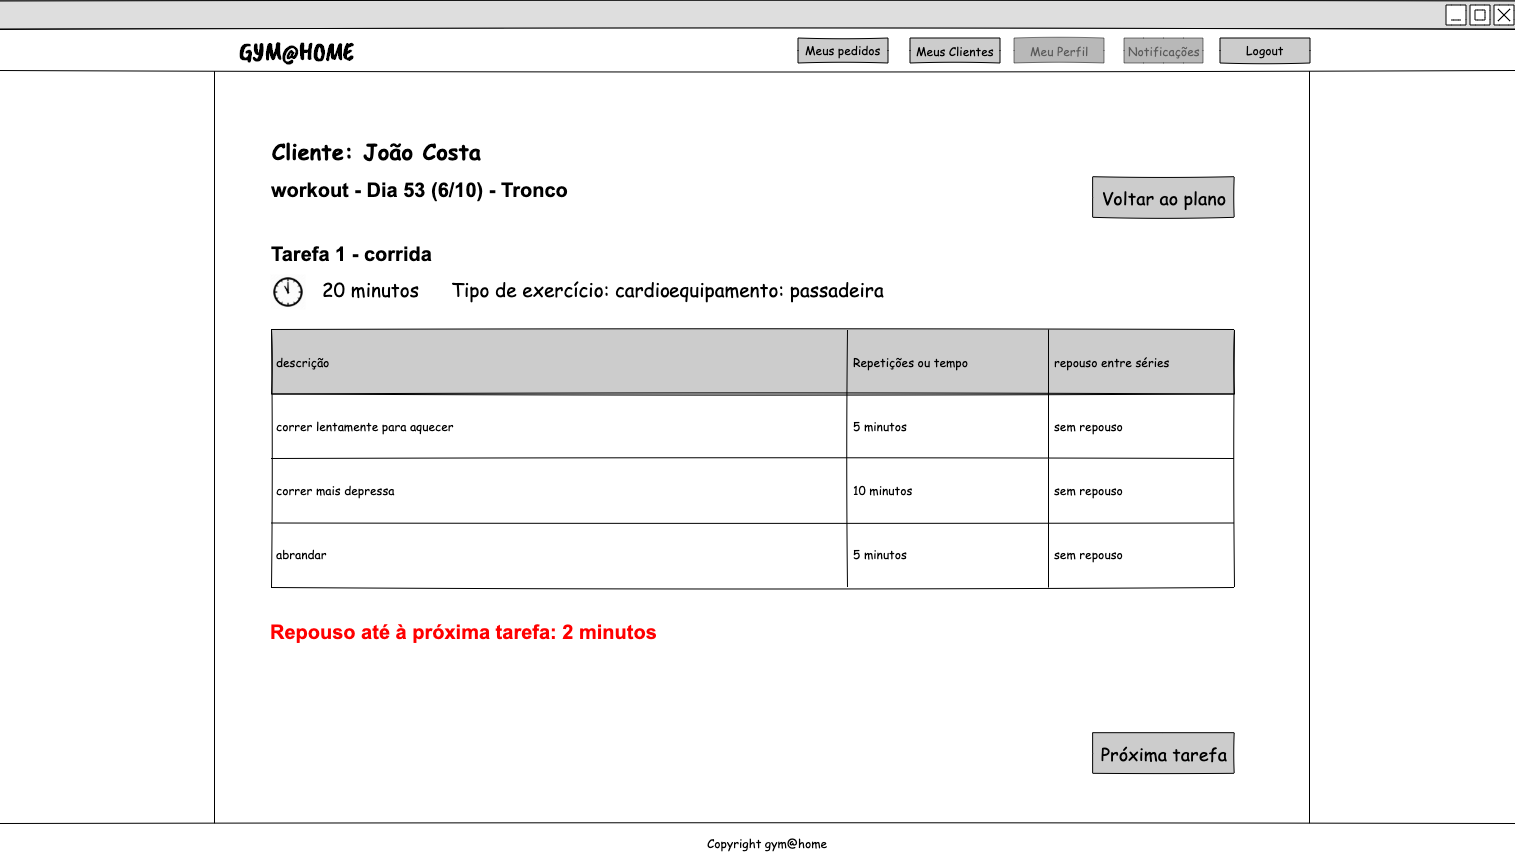 GYM@HOME
Meus pedidos
Meus Clientes
Meu Perfil
Notificações
Logout
Cliente: João Costa
workout - Dia 53 (6/10) - Tronco
Voltar ao plano
Tarefa 1 - corrida
20 minutos
Tipo de exercício: cardioequipamento: passadeira
descrição Repetições ou tempo repouso entre séries
correr lentamente para aquecer 5 minutos sem repouso
correr mais depressa 10 minutos sem repouso
abrandar 5 minutos sem repouso
Repouso até à próxima tarefa: 2 minutos
Próxima tarefa
Copyright gym@home